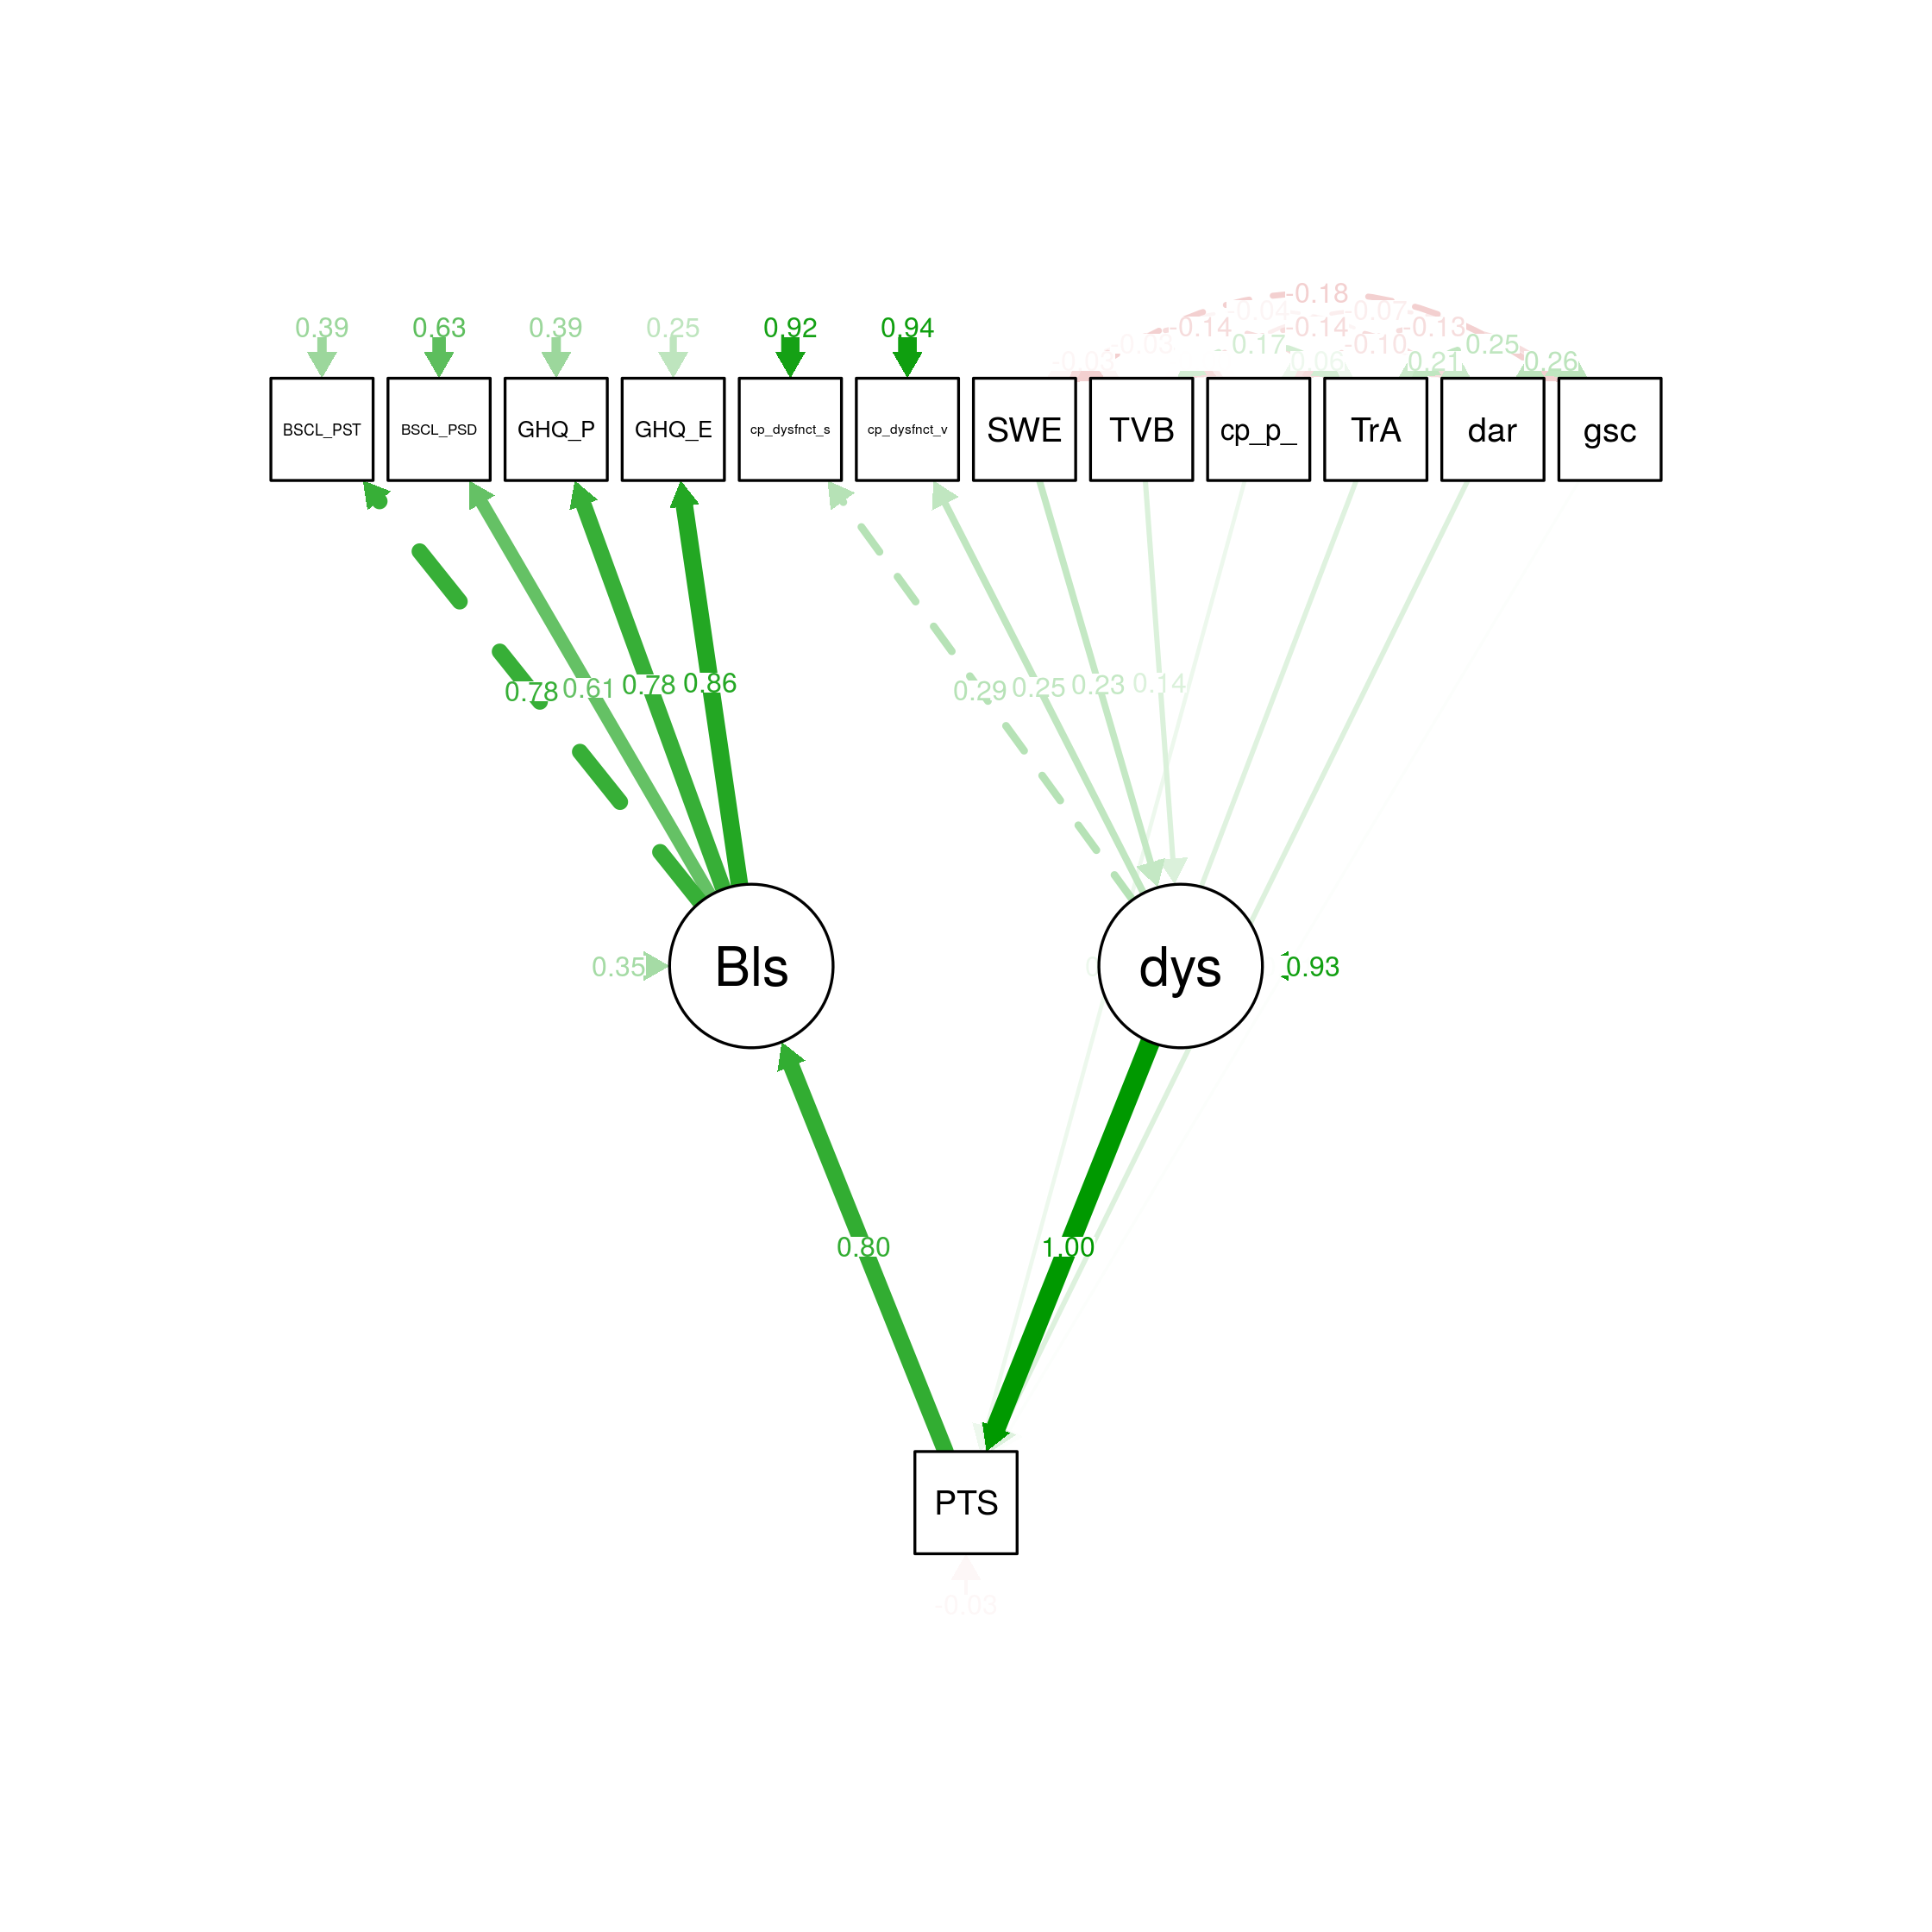 -0.18
-0.04 -0.07
0.39 0.63 0.39 0.25 0.92 0.94 -0.14 -0.14 -0.13
-0.03 0.17 -0.10 0.25
-0.03 0.06 0.21 0.26
BSCL_PST BSCL_PSD GHQ_P GHQ_E cp_dysfnct_s cp_dysfnct_v SWE TVB cp_p_ TrA dar gsc
0.78 0.61 0.78 0.86 0.29 0.25 0.23 0.14
0.35 Bls dys 0.93
0.80 1.00
PTS
-0.03